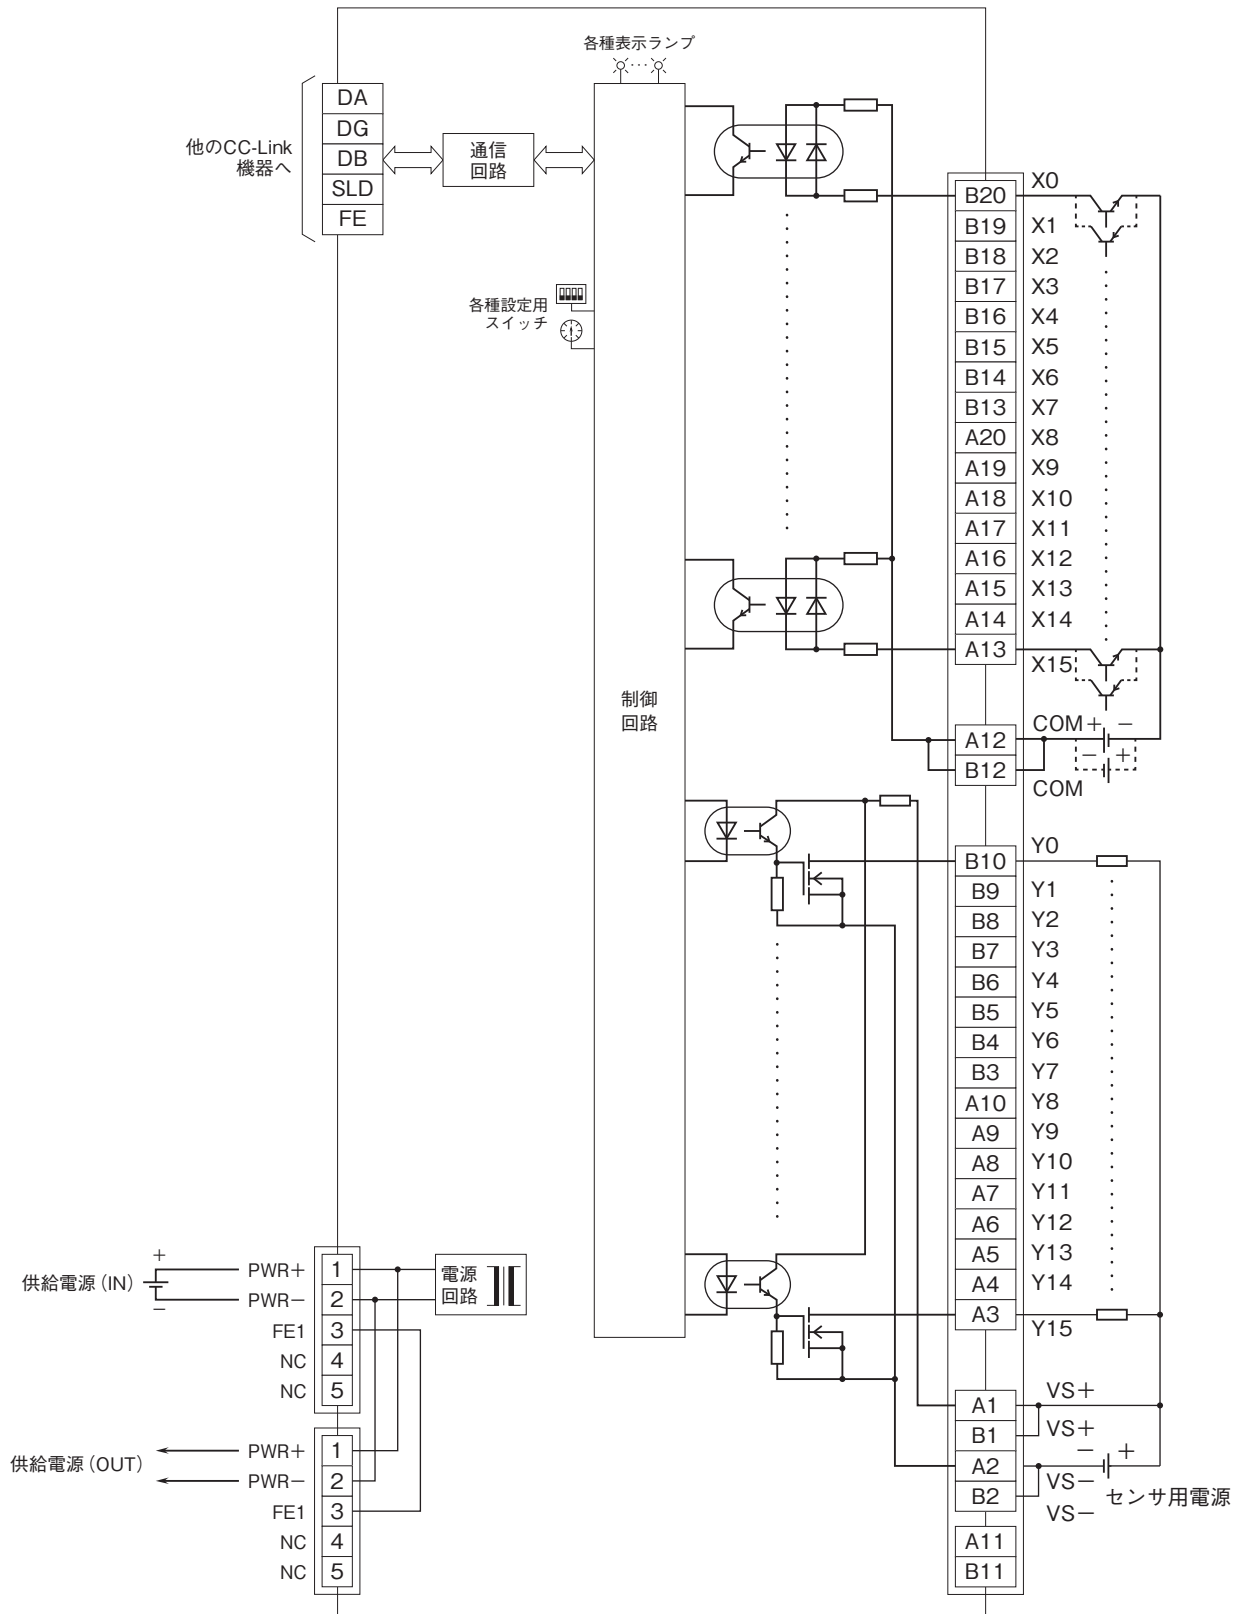 各種表示ランプ
DA
DG
DB
SLD
FE
他のCC-Link
機器へ
通信
回路
各種設定用
スイッチ
制御
回路
B20 X0
B19 X1
B18 X2
B17 X3
B16 X4
B15 X5
B14 X6
B13 X7
A20 X8
A19 X9
A18 X10
A17 X11
A16 X12
A15 X13
A14 X14
A13 X15
A12 COM + −
B12 − +
COM
B10 Y0
B9 Y1
B8 Y2
B7 Y3
B6 Y4
B5 Y5
B4 Y6
B3 Y7
A10 Y8
A9 Y9
A8 Y10
A7 Y11
A6 Y12
A5 Y13
A4 Y14
A3 Y15
A1 VS+
B1 VS+
A2 − +
VS−
B2 センサ用電源
VS−
A11
B11
供給電源(IN)
+
−
PWR+ 1
PWR− 2
FE1 3
NC 4
NC 5
電源
回路
供給電源(OUT)
PWR+ 1
PWR− 2
FE1 3
NC 4
NC 5